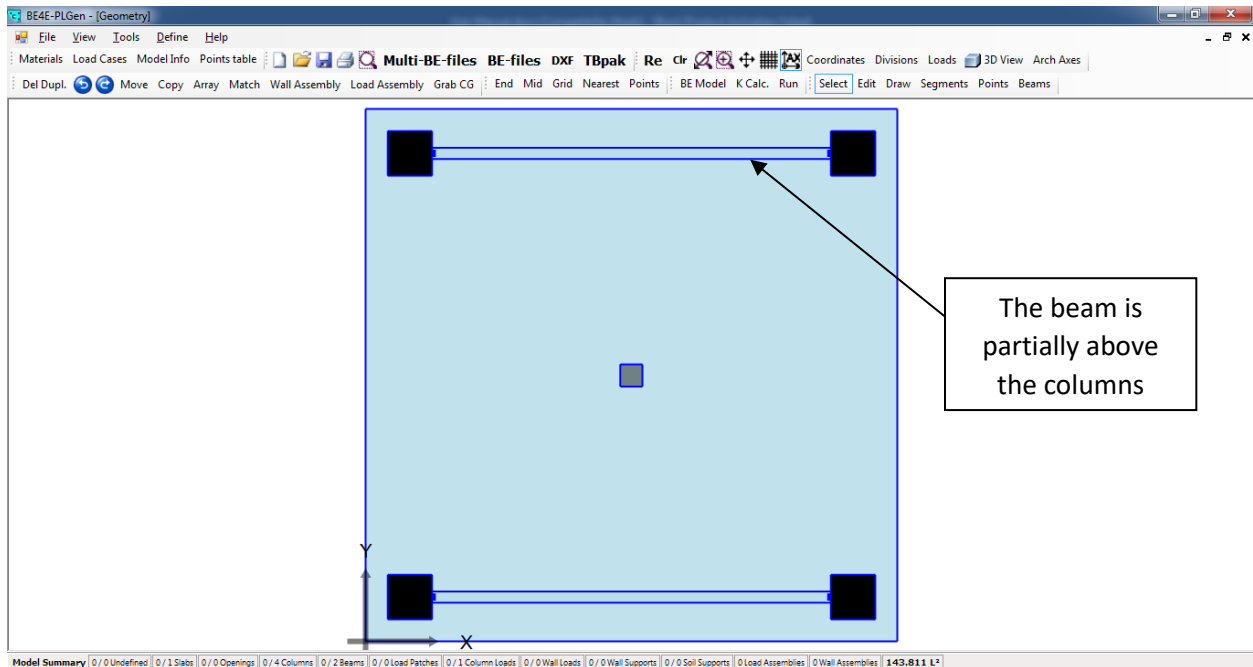 BE4E-PLGen - [Geometry]
File View Tools Define Help
Materials Load Cases Model Info Points table Multi-BE-files BE-files DXF TBpak Re Clr Coordinates Divisions Loads 3D View Arch Axes
Del Dupl. Move Copy Array Match Wall Assembly Load Assembly Grab CG End Mid Grid Nearest Points BE Model K Calc. Run Select Edit Draw Segments Points Beams
The beam is
partially above
the columns
Y
X
Model Summary 0 / 0 Undefined 0 / 1 Slabs 0 / 0 Openings 0 / 4 Columns 0 / 2 Beams 0 / 0 Load Patches 0 / 1 Column Loads 0 / 0 Wall Loads 0 / 0 Wall Supports 0 / 0 Soil Supports 0 Load Assemblies 0 Wall Assemblies 143.811 L²